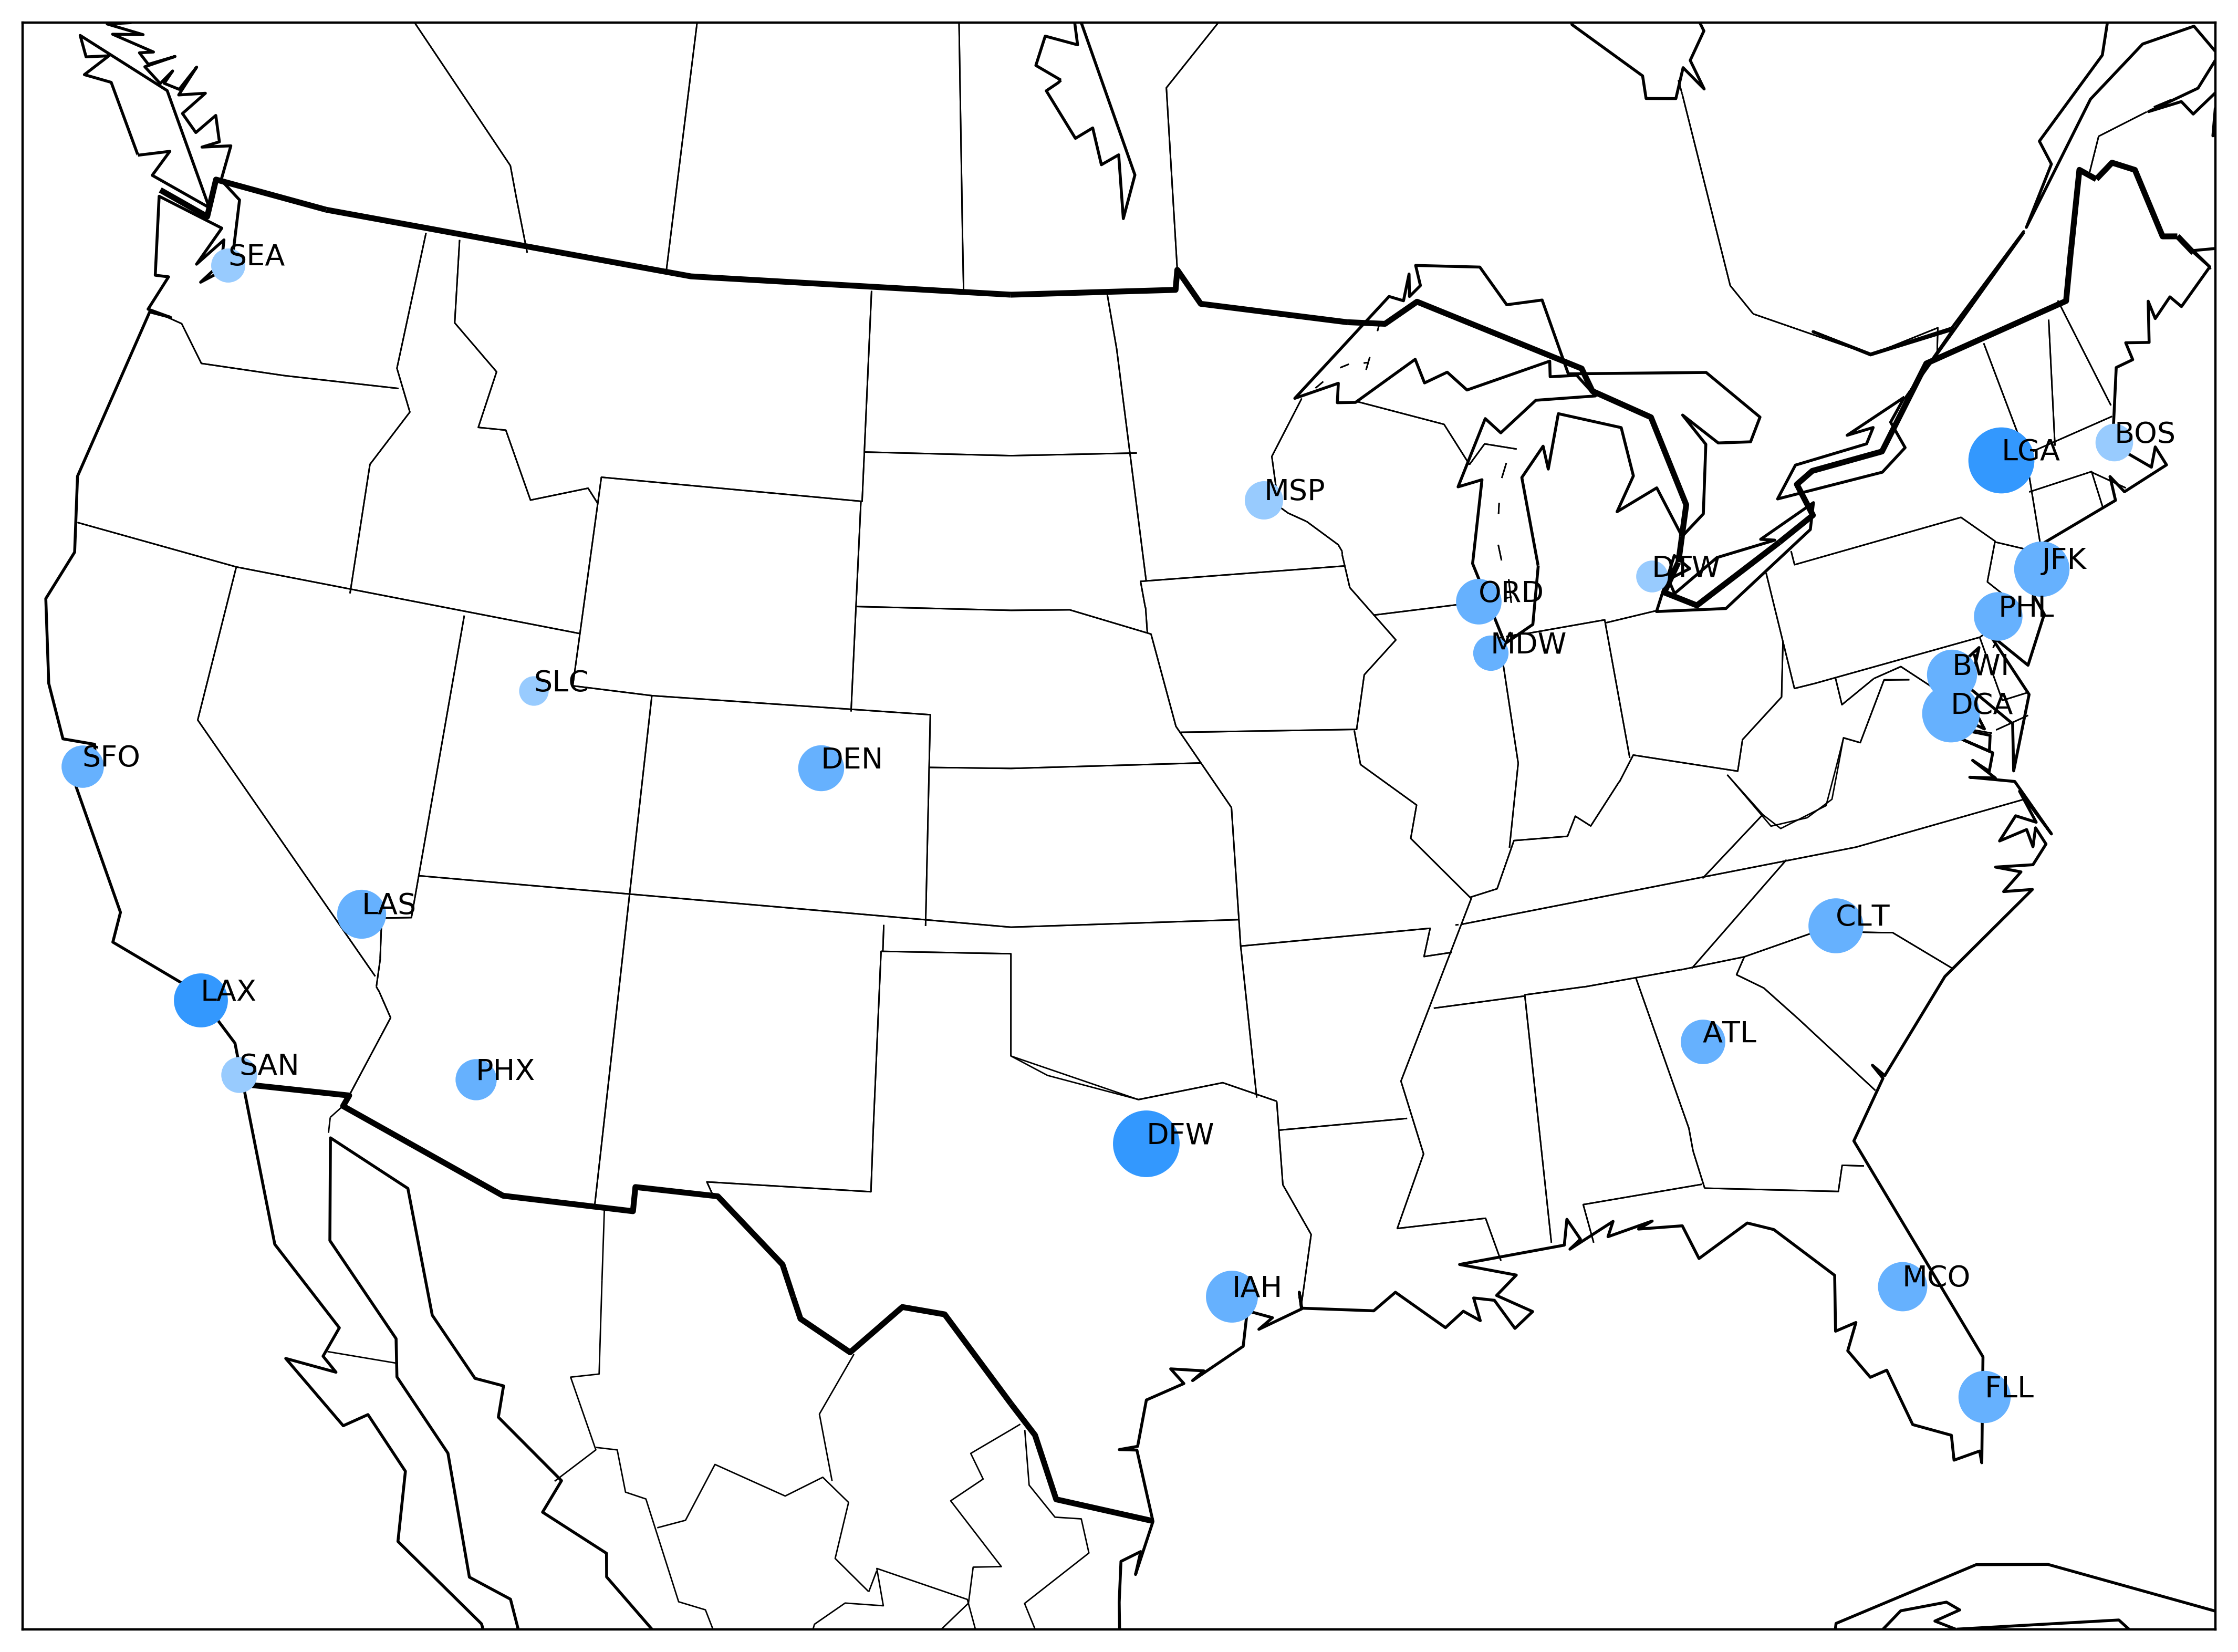 SEA
BOS
LGA
MSP
JFK
DTW
ORD
PHL
MDW
BWI
SLC
DCA
SFO
DEN
LAS
CLT
LAX
ATL
SAN
PHX
DFW
MCO
IAH
FLL